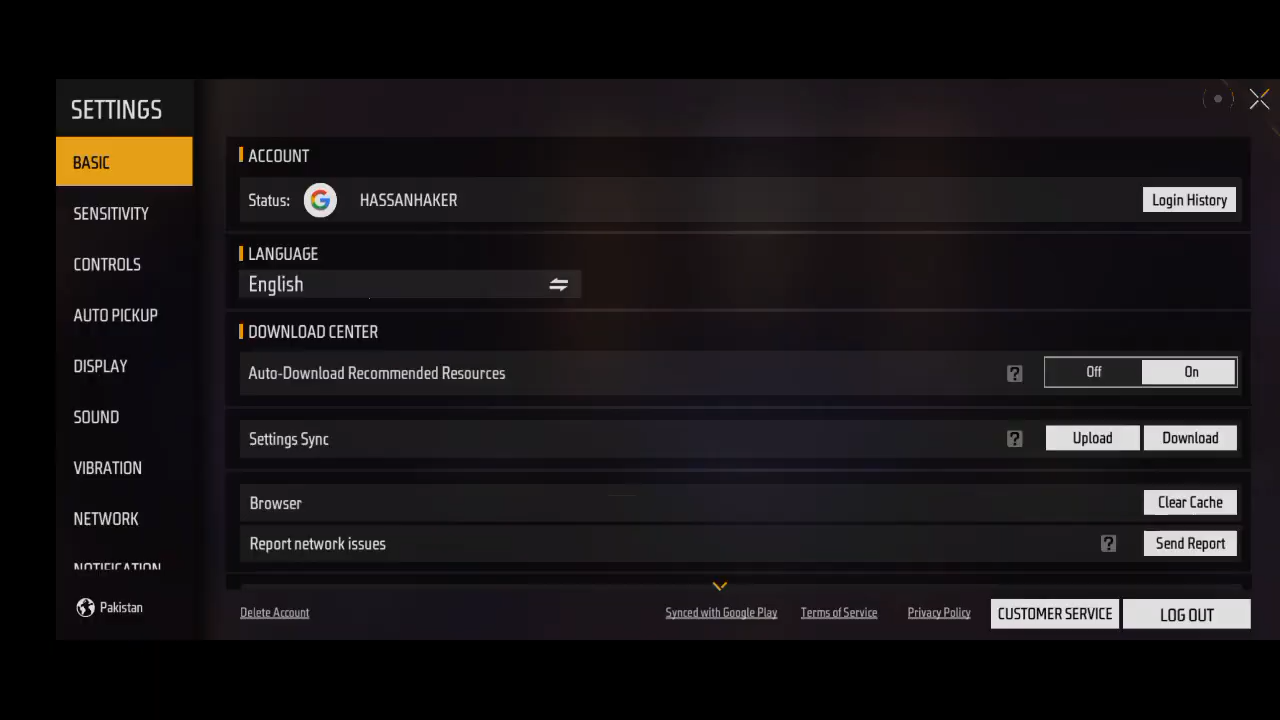 SETTINGS
BASIC
SENSITIVITY
CONTROLS
AUTO PICKUP
DISPLAY
SOUND
VIBRATION
NETWORK
NOTIFICATION
Pakistan
ACCOUNT
Status: HASSANHAKER Login History
LANGUAGE
English
DOWNLOAD CENTER
Auto-Download Recommended Resources ? Off On
Settings Sync ? Upload Download
Browser Clear Cache
Report network issues ? Send Report
Delete Account Synced with Google Play Terms of Service Privacy Policy CUSTOMER SERVICE LOG OUT